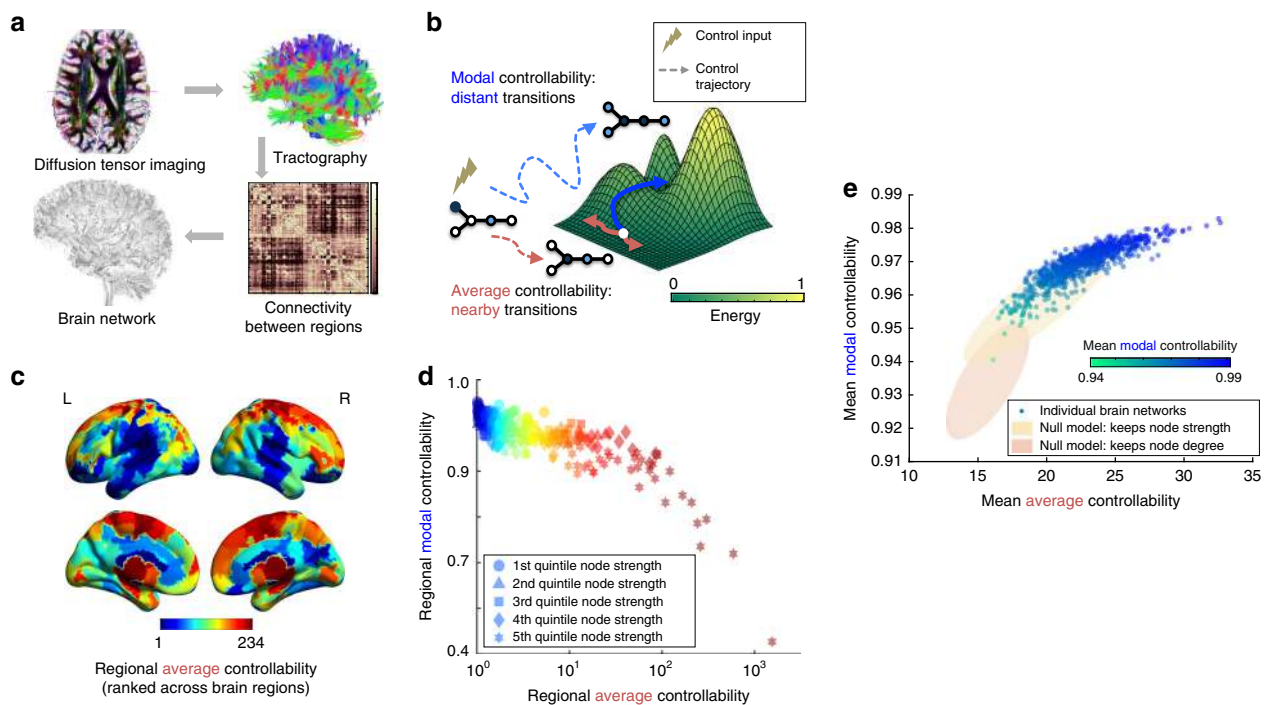 a
Diffusion tensor imaging
Tractography
Brain network
Connectivity
between regions
b
Control input
Control
trajectory
Modal controllability:
distant transitions
Average controllability:
nearby transitions
0 1
Energy
c
L R
1 234
Regional average controllability
(ranked across brain regions)
d
1.0
0.9
0.7
0.4
Regional modal controllability
1st quintile node strength
2nd quintile node strength
3rd quintile node strength
4th quintile node strength
5th quintile node strength
10⁰ 10¹ 10² 10³
Regional average controllability
e
0.99
0.98
0.97
0.96
0.95
0.94
0.93
0.92
0.91
Mean modal controllability
Mean modal controllability
0.94 0.99
Individual brain networks
Null model: keeps node strength
Null model: keeps node degree
10 15 20 25 30 35
Mean average controllability